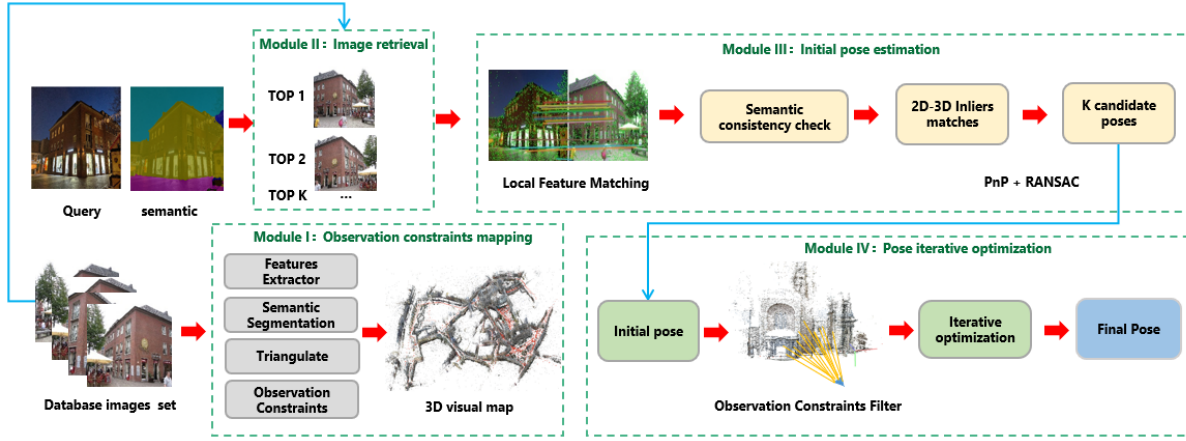 Module II：Image retrieval
TOP 1
TOP 2
TOP K
...
Query
semantic
Module III：Initial pose estimation
Local Feature Matching
Semantic
consistency check
2D-3D Inliers
matches
K candidate
poses
PnP + RANSAC
Module I：Observation constraints mapping
Features
Extractor
Semantic
Segmentation
Triangulate
Observation
Constraints
Database images set
3D visual map
Module IV：Pose iterative optimization
Initial pose
Observation Constraints Filter
Iterative
optimization
Final Pose